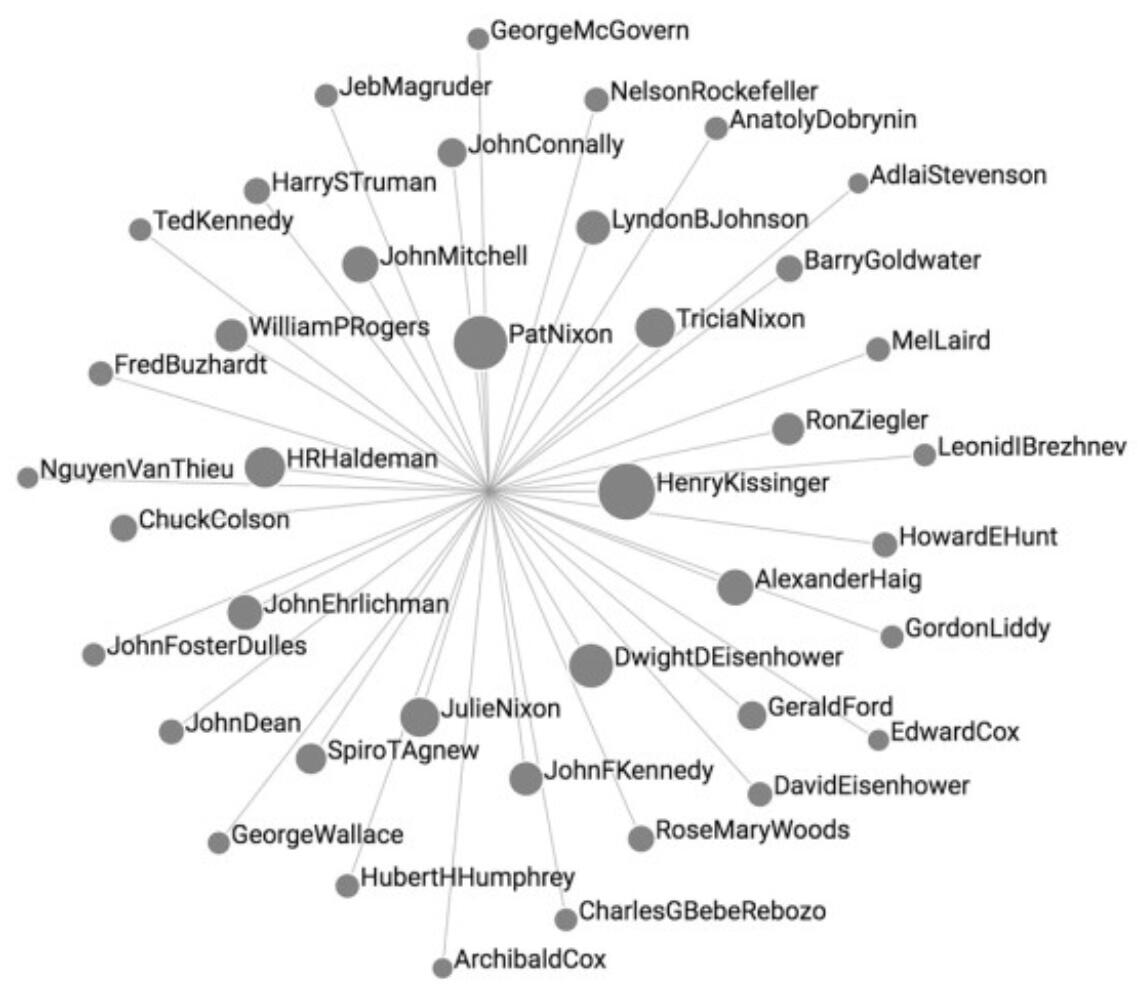 GeorgeMcGovern
JebMagruder
NelsonRockefeller
AnatolyDobrynin
JohnConnally
AdlaiStevenson
HarrySTruman
TedKennedy
LyndonBJohnson
JohnMitchell
BarryGoldwater
WilliamPRogers
PatNixon
TriciaNixon
MelLaird
FredBuzhardt
RonZiegler
LeonidIBrezhnev
HRHaldeman
NguyenVanThieu
HenryKissinger
ChuckColson
HowardEHunt
AlexanderHaig
JohnEhrlichman
GordonLiddy
JohnFosterDulles
DwightDEisenhower
JulieNixon
GeraldFord
JohnDean
EdwardCox
SpiroTAgnew
JohnFKennedy
DavidEisenhower
RoseMaryWoods
GeorgeWallace
HubertHHumphrey
CharlesGBebeRebozo
ArchibaldCox